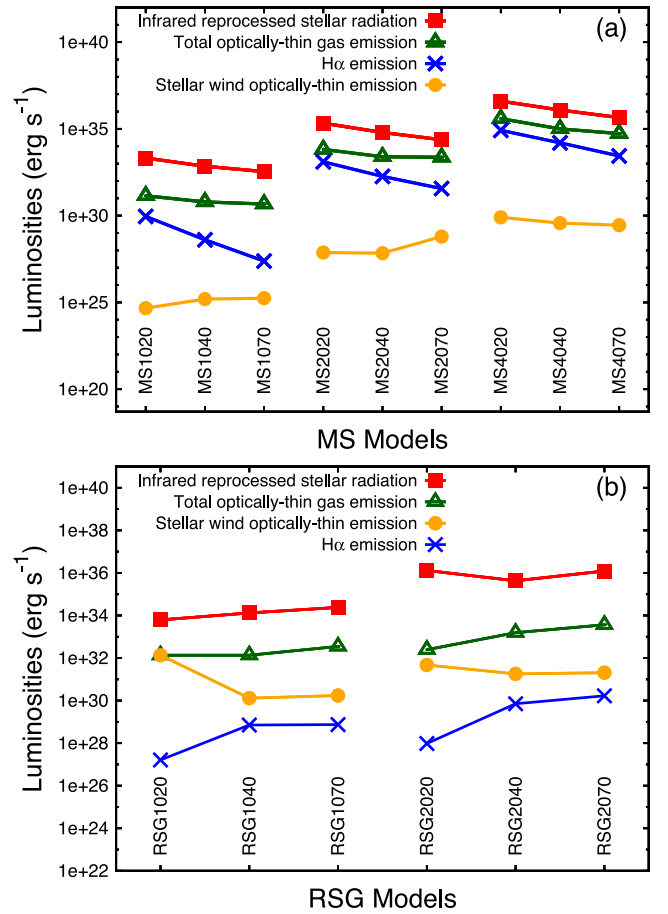 (a)
Infrared reprocessed stellar radiation
Total optically-thin gas emission
Hα emission
Stellar wind optically-thin emission
Luminosities (erg s⁻¹)
1e+40
1e+35
1e+30
1e+25
1e+20
MS1020
MS1040
MS1070
MS2020
MS2040
MS2070
MS4020
MS4040
MS4070
MS Models
(b)
Infrared reprocessed stellar radiation
Total optically-thin gas emission
Stellar wind optically-thin emission
Hα emission
Luminosities (erg s⁻¹)
1e+40
1e+38
1e+36
1e+34
1e+32
1e+30
1e+28
1e+26
1e+24
1e+22
RSG1020
RSG1040
RSG1070
RSG2020
RSG2040
RSG2070
RSG Models